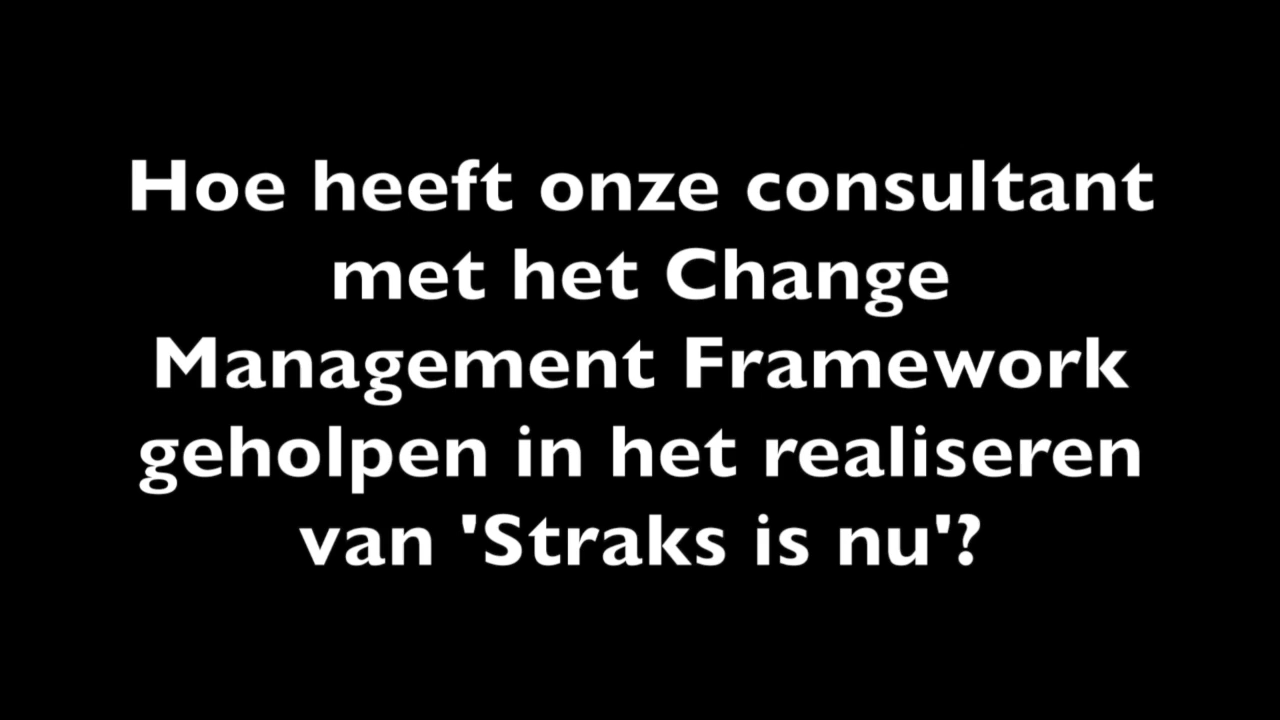 Hoe heeft onze consultant
met het Change
Management Framework
geholpen in het realiseren
van 'Straks is nu'?